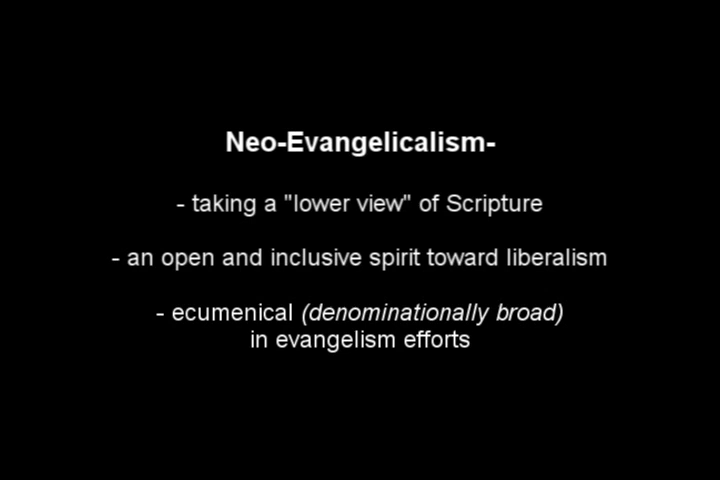 Neo-Evangelicalism-
- taking a "lower view" of Scripture
- an open and inclusive spirit toward liberalism
- ecumenical (denominationally broad)
in evangelism efforts